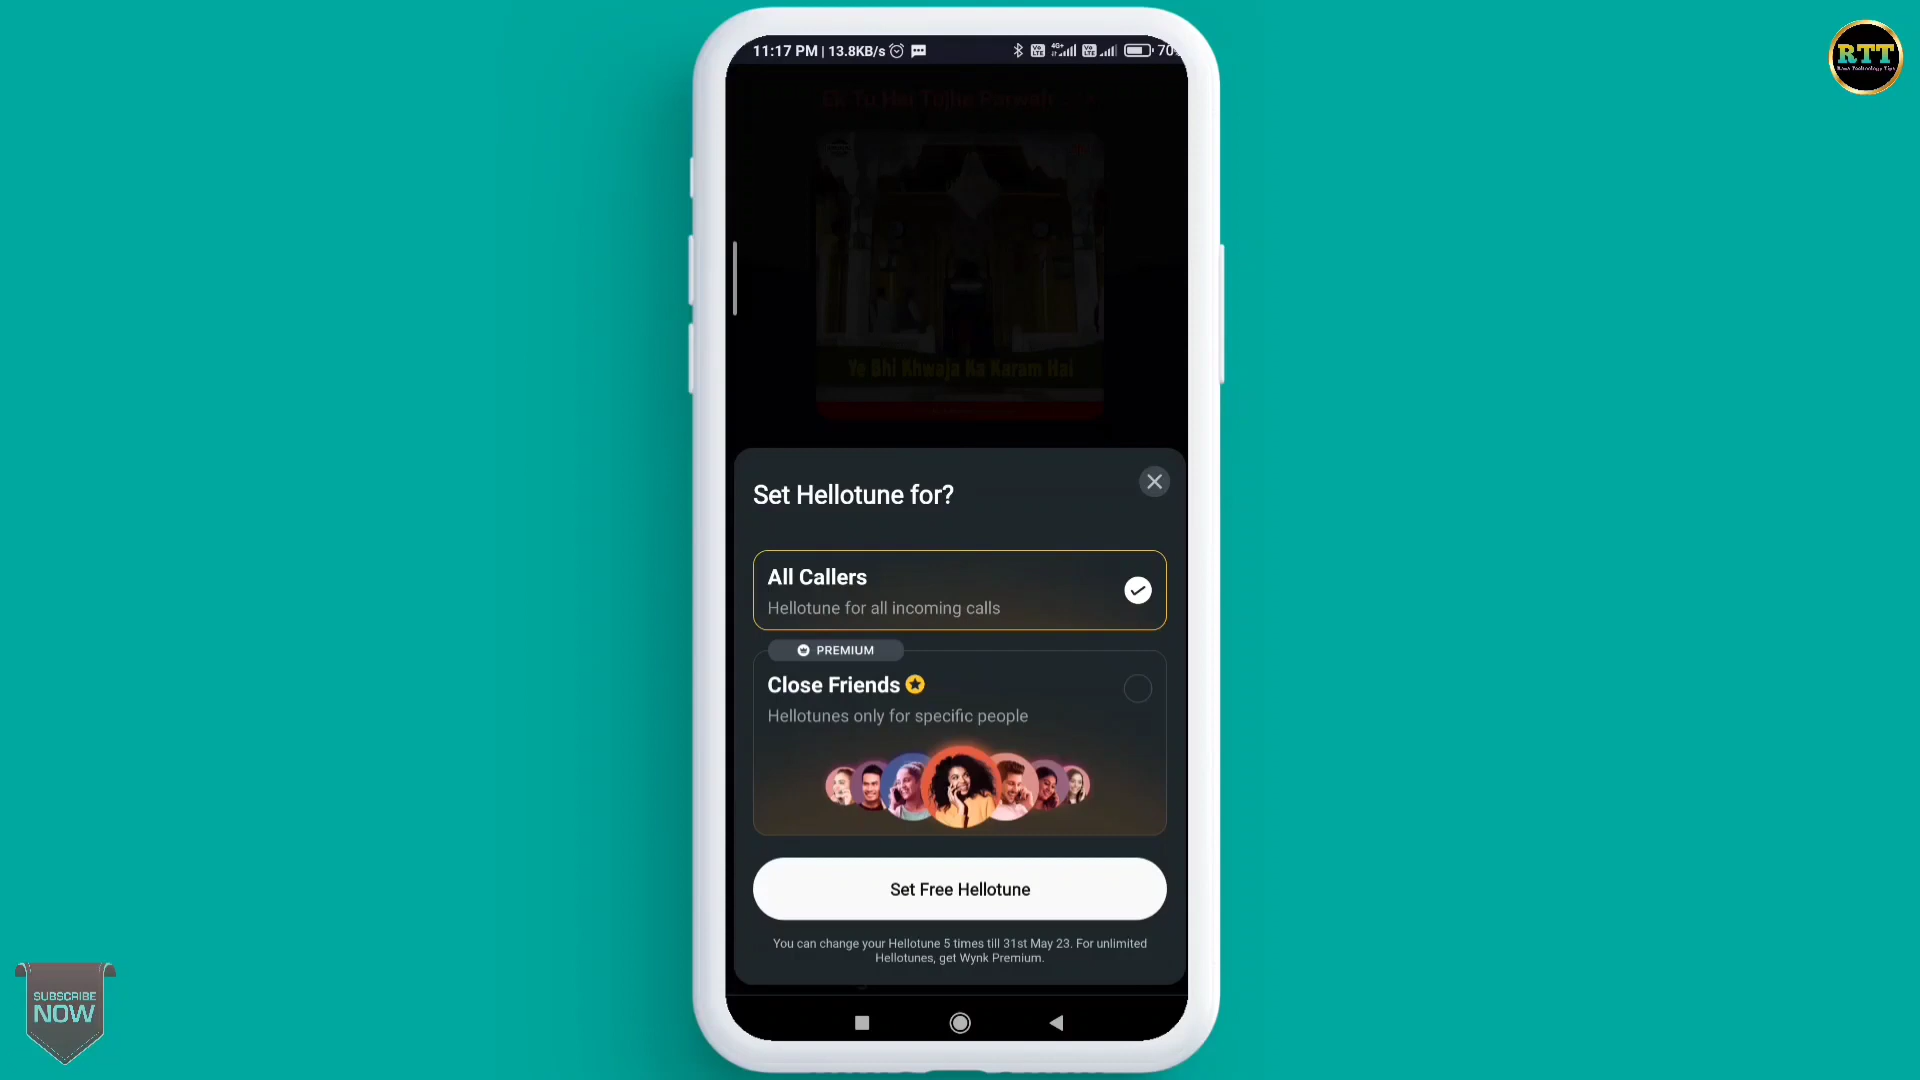 11:17 PM | 13.8KB/s
RTT
Ek Tu Hai Tujhe Parwah
Ye Bhi Khwaja Ka Karam Hai
Set Hellotune for?
All Callers
Hellotune for all incoming calls
PREMIUM
Close Friends
Hellotunes only for specific people
Set Free Hellotune
You can change your Hellotune 5 times till 31st May 23. For unlimited
Hellotunes, get Wynk Premium.
SUBSCRIBE
NOW